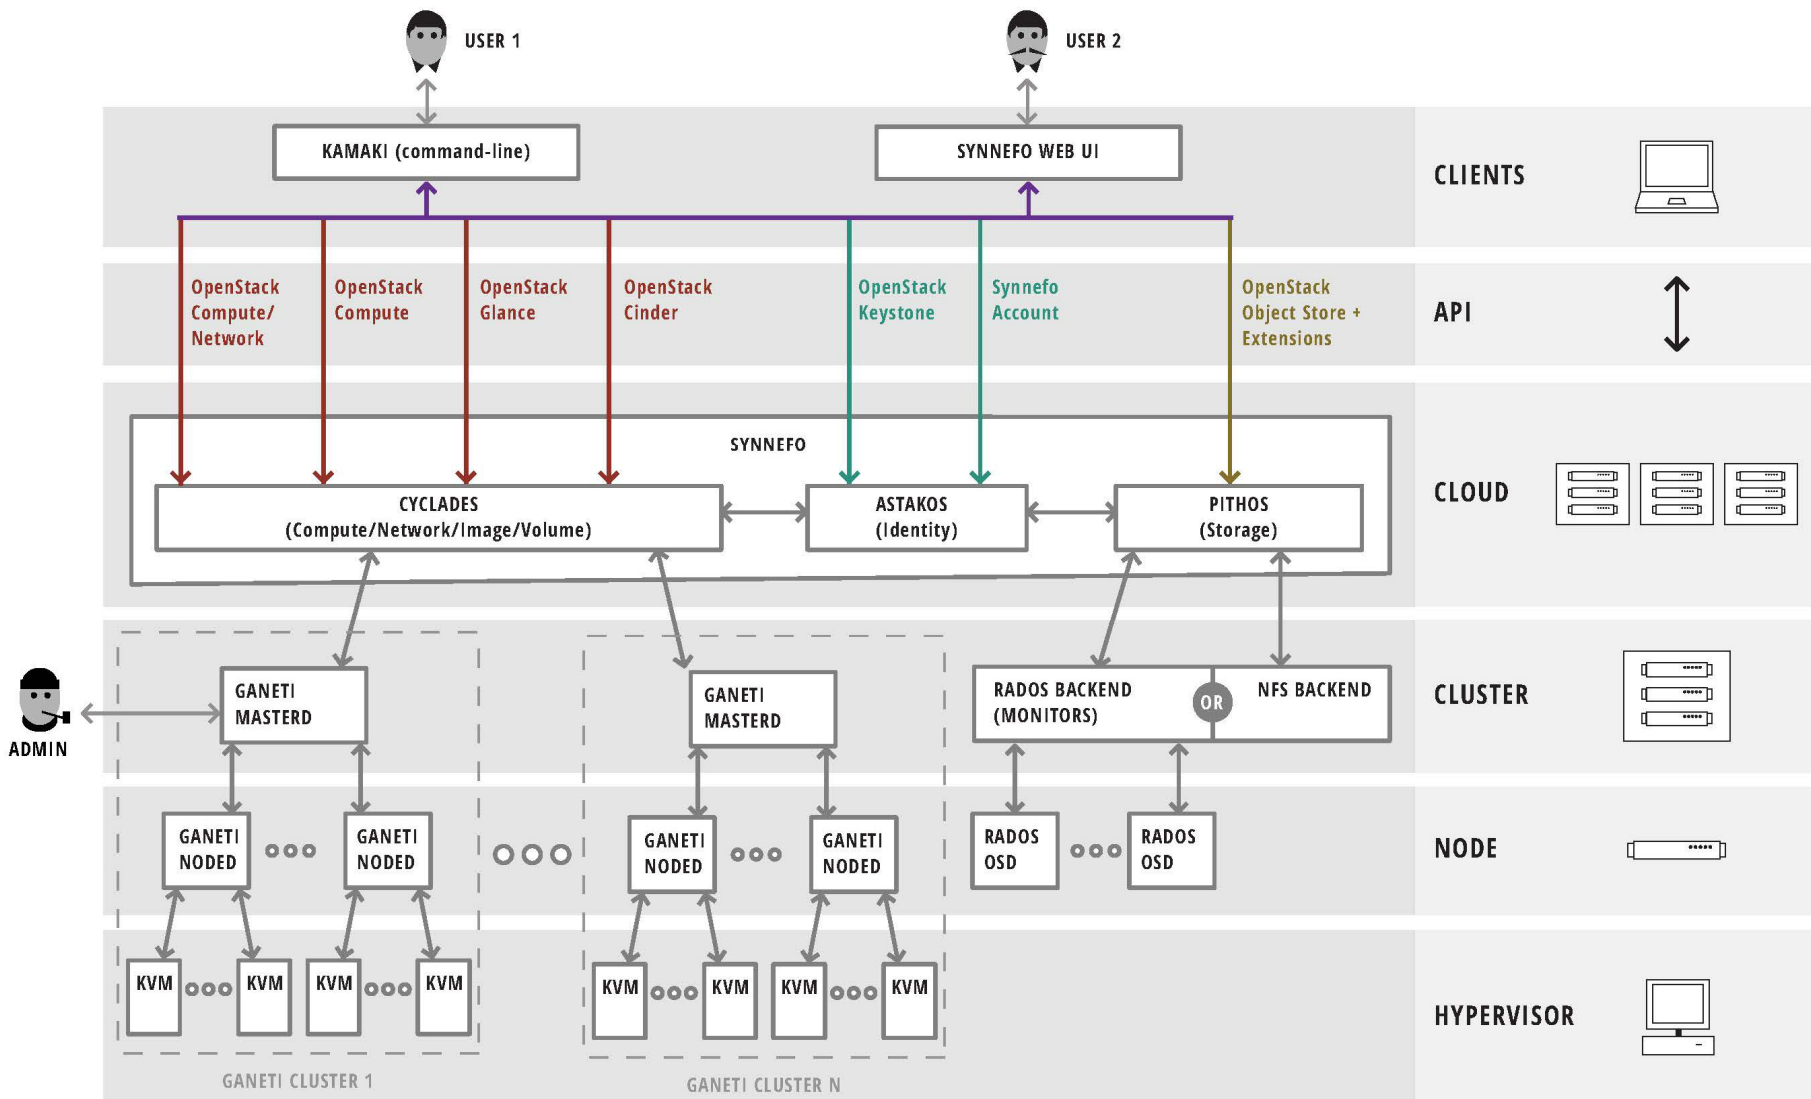 USER 1
USER 2
KAMAKI (command-line)
SYNNEFO WEB UI
CLIENTS
OpenStack
Compute/
Network
OpenStack
Compute
OpenStack
Glance
OpenStack
Cinder
OpenStack
Keystone
Synnefo
Account
OpenStack
Object Store +
Extensions
API
SYNNEFO
CYCLADES
(Compute/Network/Image/Volume)
ASTAKOS
(Identity)
PITHOS
(Storage)
CLOUD
ADMIN
GANETI
MASTERD
GANETI
MASTERD
RADOS BACKEND
(MONITORS)
OR
NFS BACKEND
CLUSTER
GANETI
NODED
GANETI
NODED
GANETI
NODED
GANETI
NODED
RADOS
OSD
RADOS
OSD
NODE
KVM
KVM
KVM
KVM
KVM
KVM
KVM
KVM
HYPERVISOR
GANETI CLUSTER 1
GANETI CLUSTER N